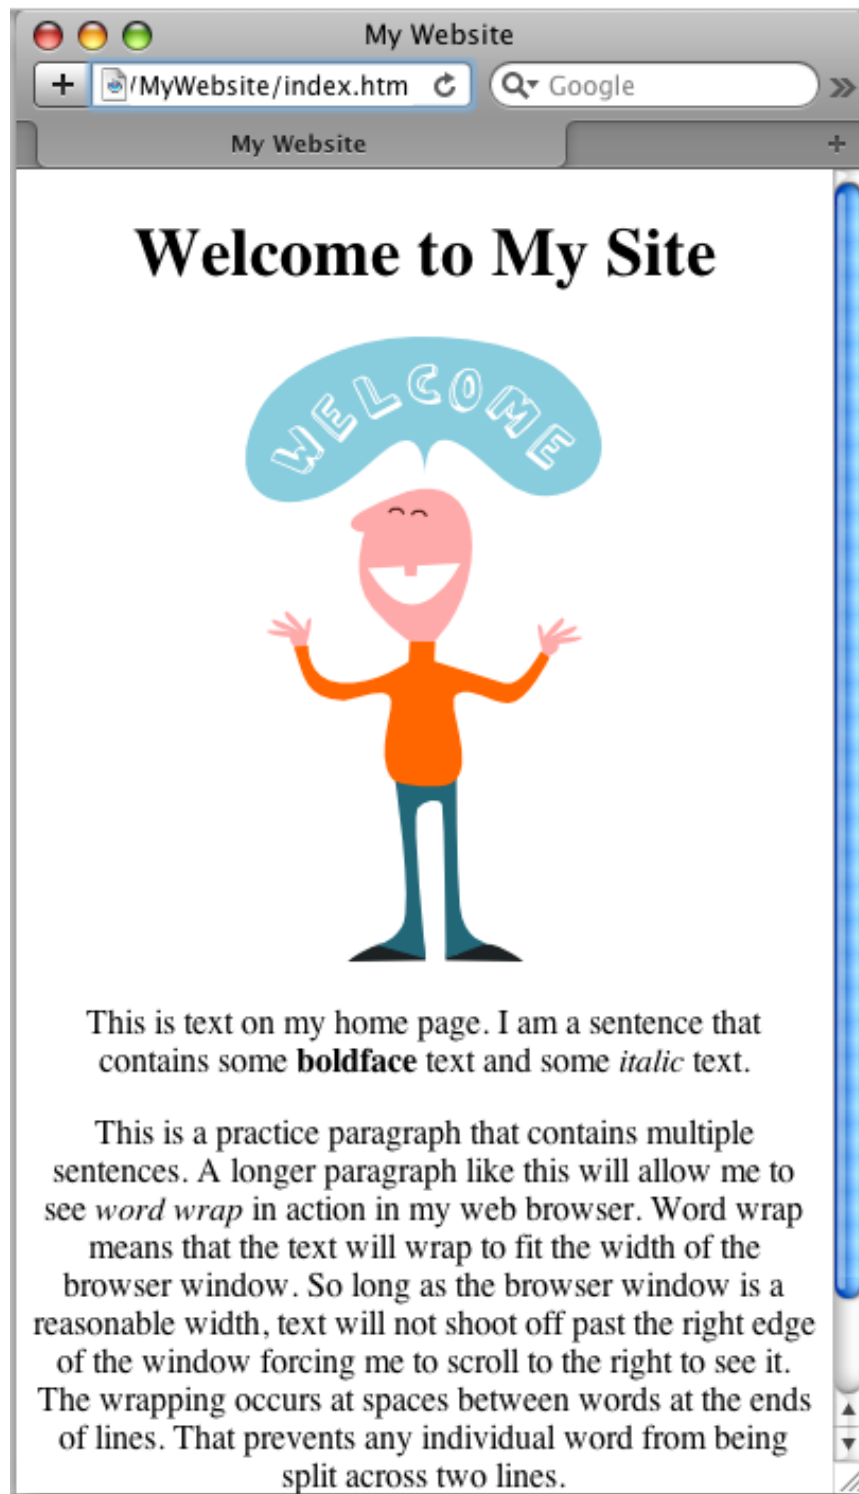 My Website
/MyWebsite/index.htm
Google
My Website
Welcome to My Site
WELCOME
This is text on my home page. I am a sentence that
contains some boldface text and some italic text.
This is a practice paragraph that contains multiple
sentences. A longer paragraph like this will allow me to
see word wrap in action in my web browser. Word wrap
means that the text will wrap to fit the width of the
browser window. So long as the browser window is a
reasonable width, text will not shoot off past the right edge
of the window forcing me to scroll to the right to see it.
The wrapping occurs at spaces between words at the ends
of lines. That prevents any individual word from being
split across two lines.